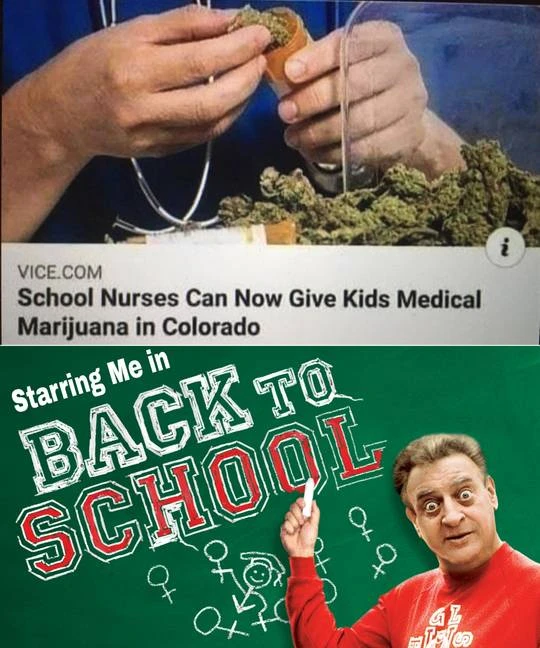 i
VICE.COM
School Nurses Can Now Give Kids Medical
Marijuana in Colorado
Starring Me in
BACK TO
SCHOOL